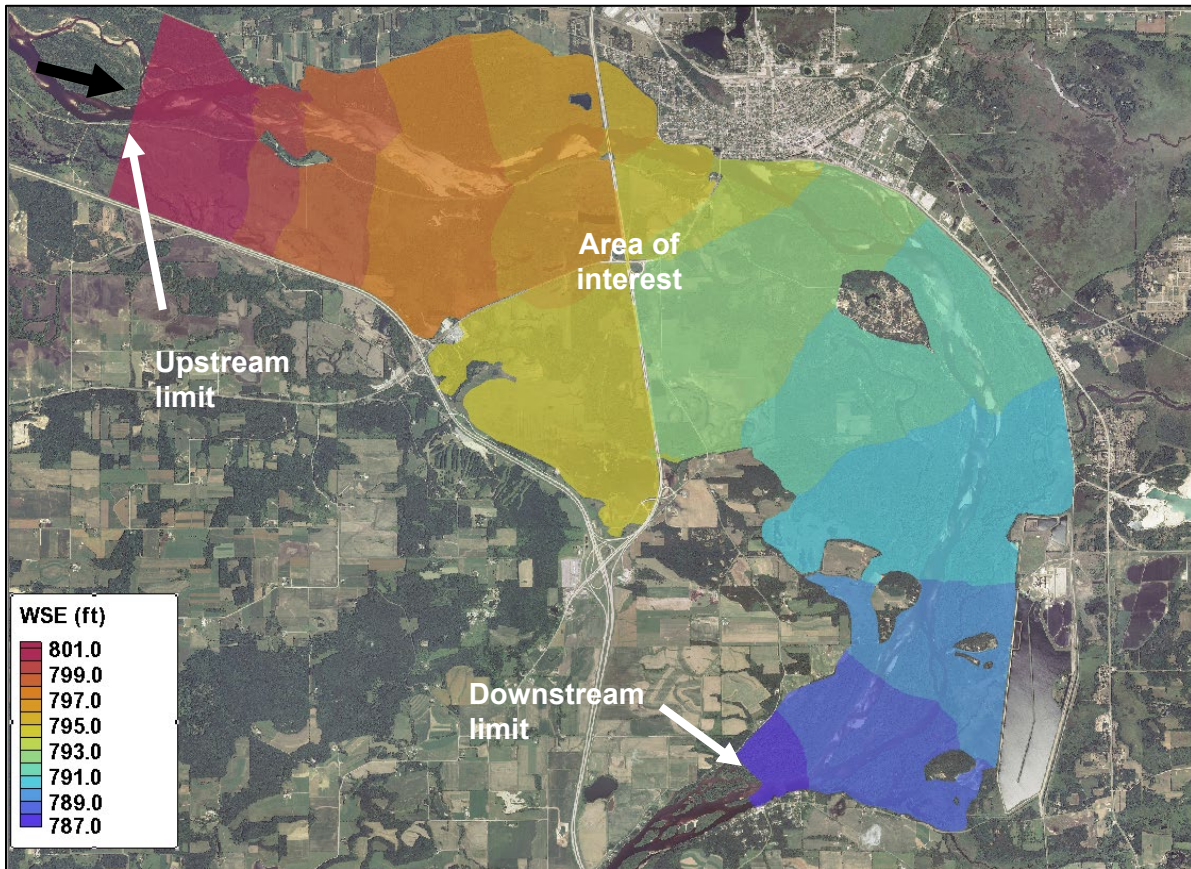 Area of
interest
Upstream
limit
WSE (ft)
801.0
799.0
797.0
795.0
793.0
791.0
789.0
787.0
Downstream
limit